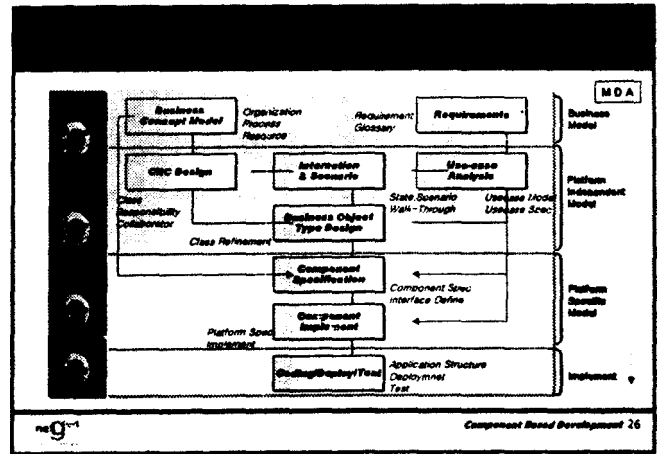 MDA
Business
Concept Model
Organization
Process
Resource
Requirement
Glossary
Requirements
Business
Model
CRC Design
Interaction
& Scenario
Use-case
Analysis
Class
Responsibility
Collaborator
State, Scenario
Walk-Through
Usecase Model
Usecase Spec
Platform
Independent
Model
Business Object
Type Design
Class Refinement
Component
Specification
Component Spec
Interface Define
Platform
Specific
Model
Component
Implement
Platform Spec
Implement
Coding/Deploy/Test
Application Structure
Deploymnet
Test
Implement
Component Based Development 26